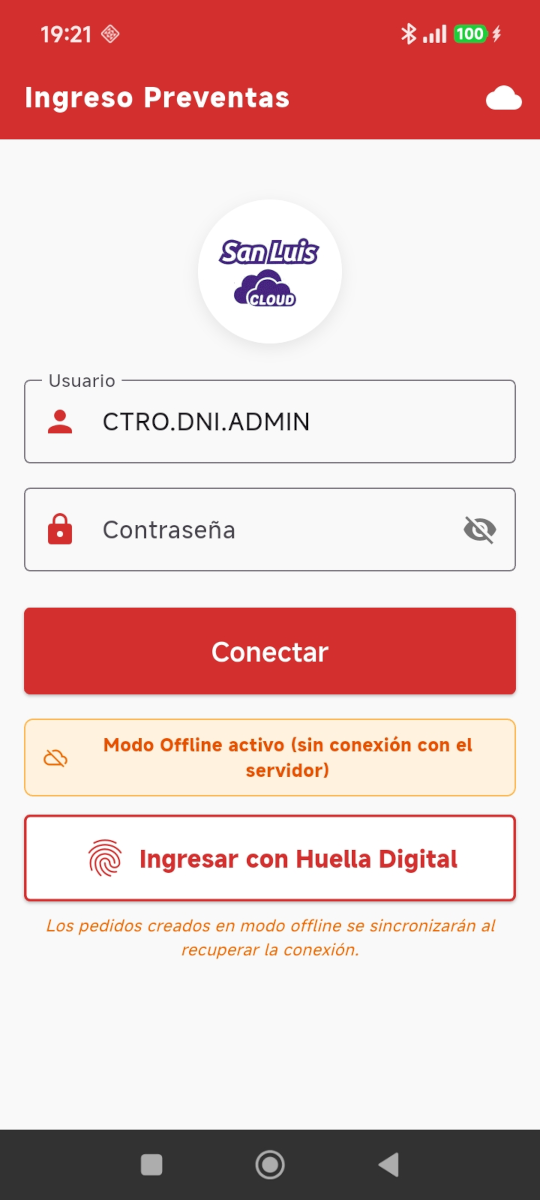 19:21
100
Ingreso Preventas
San Luis
CLOUD
Usuario
CTRO.DNI.ADMIN
Contraseña
Conectar
Modo Offline activo (sin conexión con el
servidor)
Ingresar con Huella Digital
Los pedidos creados en modo offline se sincronizarán al
recuperar la conexión.